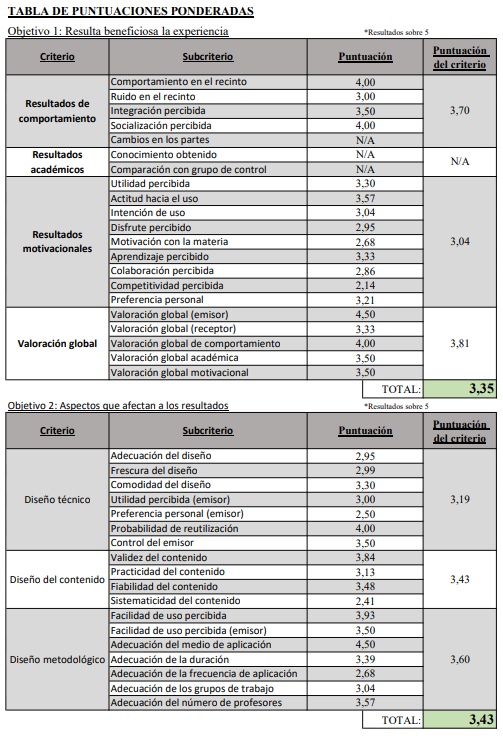 TABLA DE PUNTUACIONES PONDERADAS
Objetivo 1: Resulta beneficiosa la experiencia *Resultados sobre 5
Criterio Subcriterio Puntuación Puntuación del criterio
Resultados de comportamiento 3,70
Comportamiento en el recinto 4,00
Ruido en el recinto 3,00
Integración percibida 3,50
Socialización percibida 4,00
Cambios en los partes N/A
Resultados académicos N/A
Conocimiento obtenido N/A
Comparación con grupo de control N/A
Resultados motivacionales 3,04
Utilidad percibida 3,30
Actitud hacia el uso 3,57
Intención de uso 3,04
Disfrute percibido 2,95
Motivación con la materia 2,68
Aprendizaje percibido 3,33
Colaboración percibida 2,86
Competitividad percibida 2,14
Preferencia personal 3,21
Valoración global 3,81
Valoración global (emisor) 4,50
Valoración global (receptor) 3,33
Valoración global de comportamiento 4,00
Valoración global académica 3,50
Valoración global motivacional 3,50
TOTAL: 3,35
Objetivo 2: Aspectos que afectan a los resultados *Resultados sobre 5
Criterio Subcriterio Puntuación Puntuación del criterio
Diseño técnico 3,19
Adecuación del diseño 2,95
Frescura del diseño 2,99
Comodidad del diseño 3,30
Utilidad percibida (emisor) 3,00
Preferencia personal (emisor) 2,50
Probabilidad de reutilización 4,00
Control del emisor 3,50
Diseño del contenido 3,43
Validez del contenido 3,84
Practicidad del contenido 3,13
Fiabilidad del contenido 3,48
Sistematicidad del contenido 2,41
Diseño metodológico 3,60
Facilidad de uso percibida 3,93
Facilidad de uso percibida (emisor) 3,50
Adecuación del medio de aplicación 4,50
Adecuación de la duración 3,39
Adecuación de la frecuencia de aplicación 2,68
Adecuación de los grupos de trabajo 3,04
Adecuación del número de profesores 3,57
TOTAL: 3,43